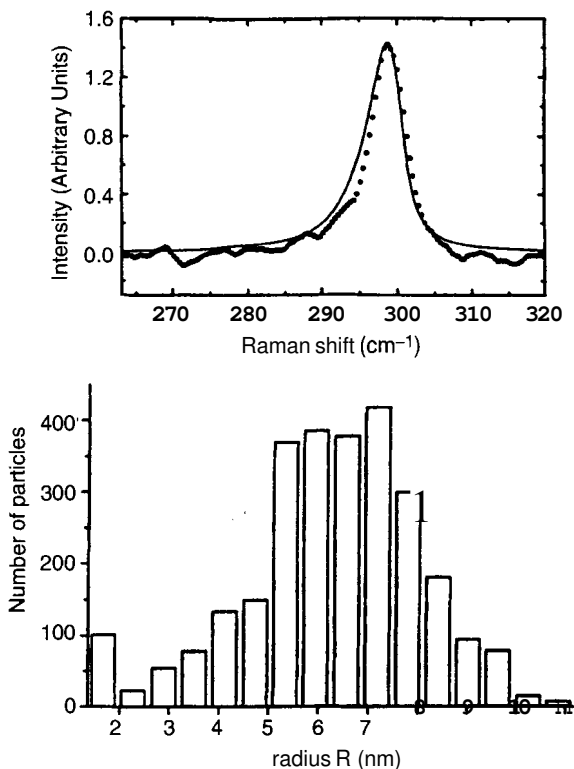 1.6
1.2
0.8
0.4
0.0
Intensity (Arbitrary Units)
270 280 290 300 310 320
Raman shift (cm⁻¹)
400
300
200
100
0
Number of particles
1
2 3 4 5 6 7 8 9 10 11
radius R (nm)